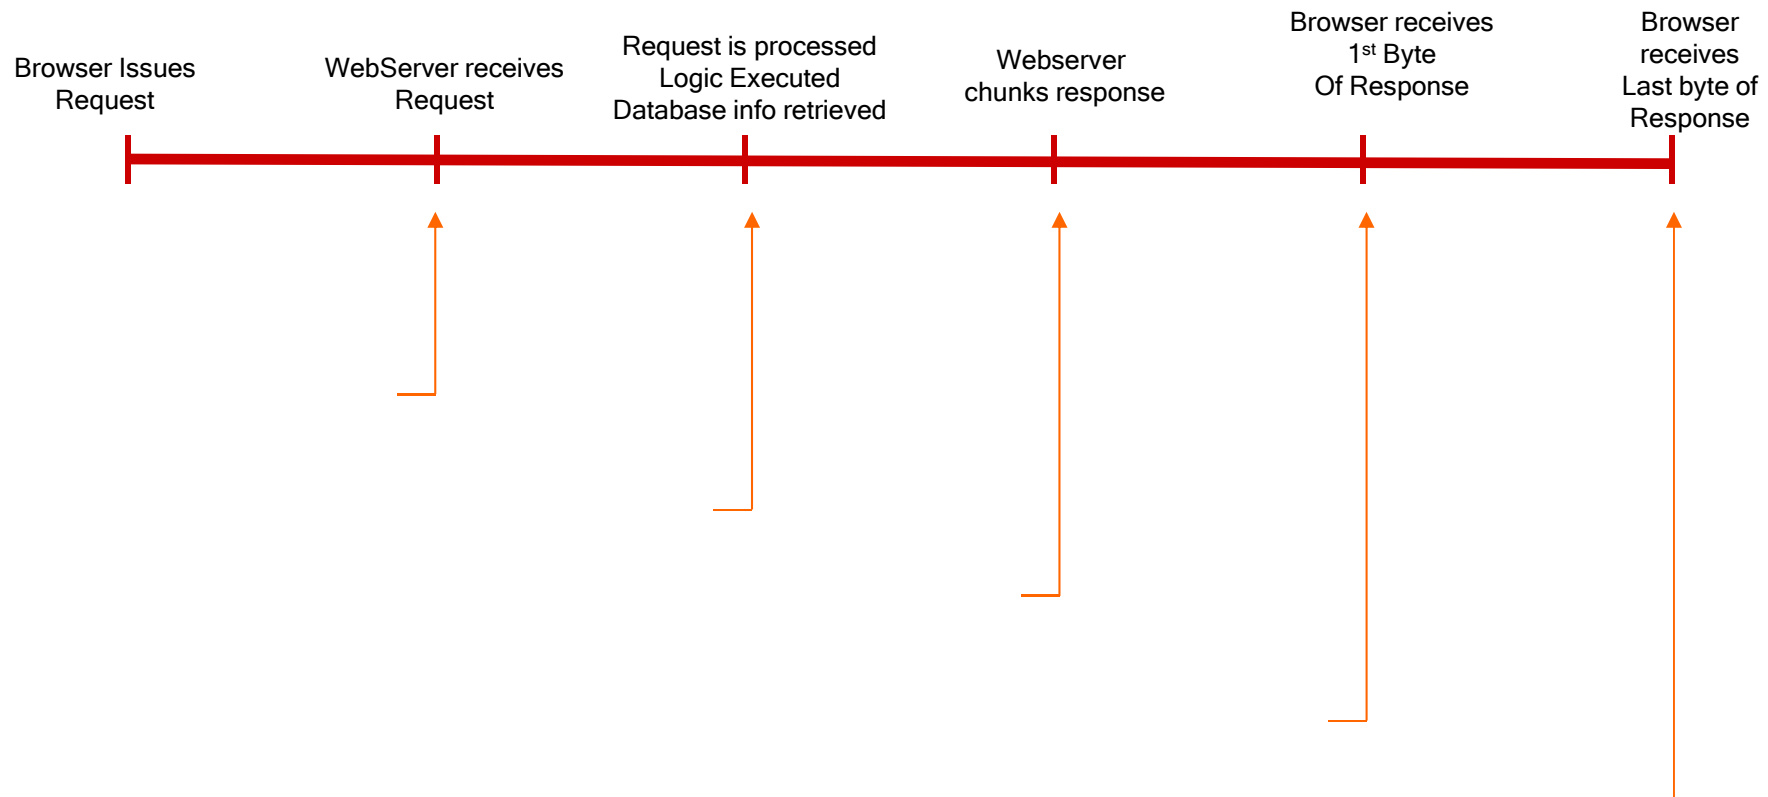 Browser Issues
Request
WebServer receives
Request
Request is processed
Logic Executed
Database info retrieved
Webserver
chunks response
Browser receives
1st Byte
Of Response
Browser
receives
Last byte of
Response